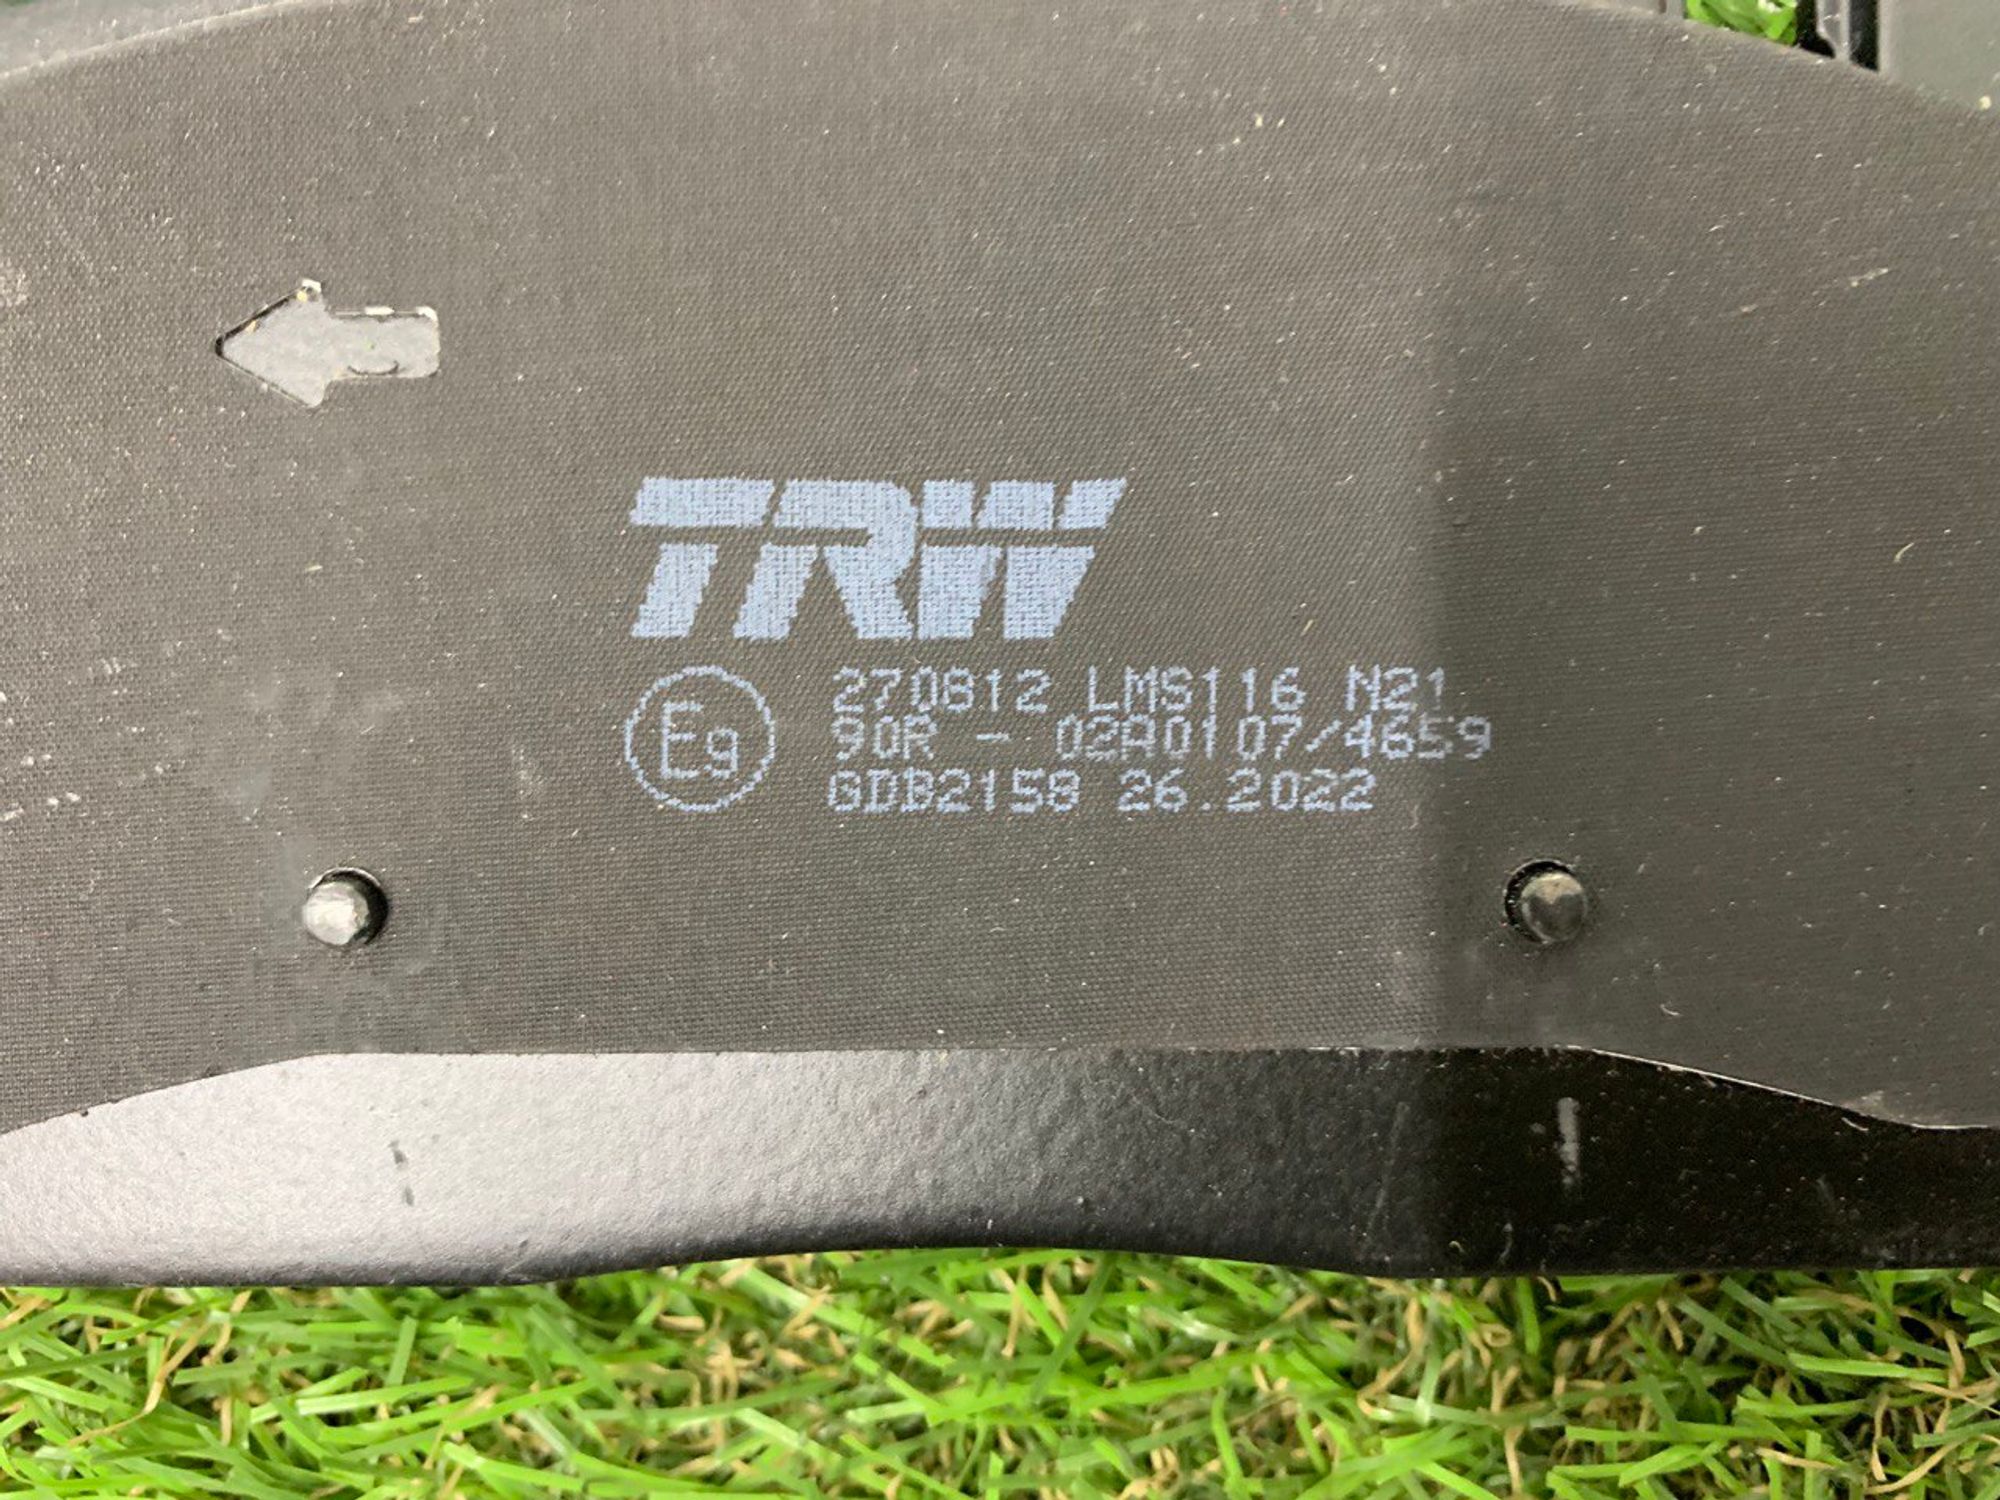 TRW
E9
270812 LMS116 N21
90R - 02A0107/4659
GDB2158 26.2022